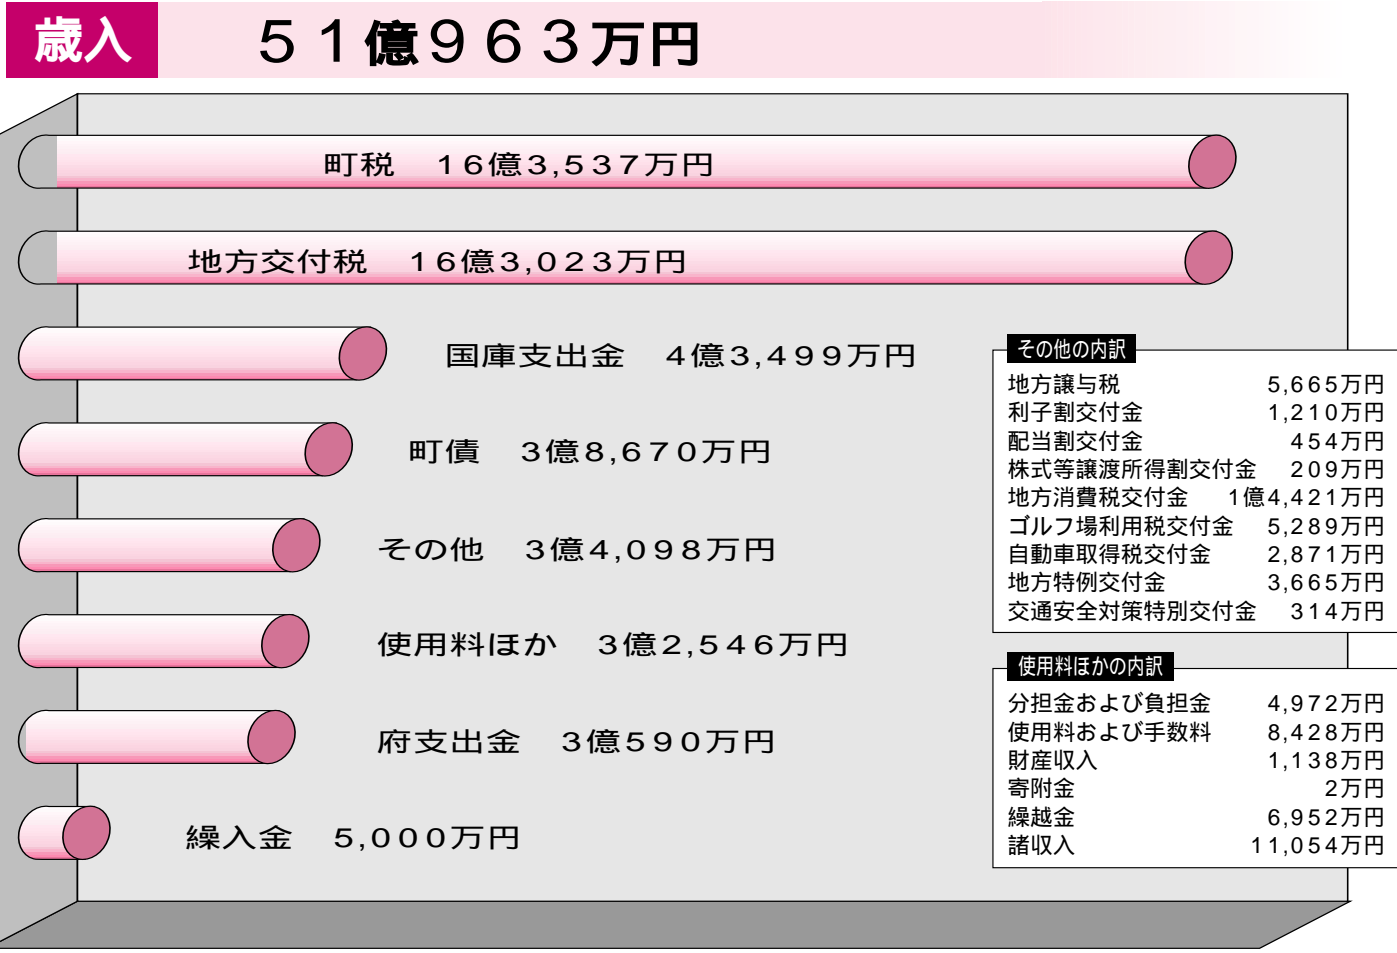 歳入
５１億９６３万円
町税　16億3,537万円
地方交付税　16億3,023万円
国庫支出金　4億3,499万円
町債　3億8,670万円
その他　3億4,098万円
使用料ほか　3億2,546万円
府支出金　3億590万円
繰入金　5,000万円
その他の内訳
地方譲与税　5,665万円
利子割交付金　1,210万円
配当割交付金　454万円
株式等譲渡所得割交付金　209万円
地方消費税交付金　1億4,421万円
ゴルフ場利用税交付金　5,289万円
自動車取得税交付金　2,871万円
地方特例交付金　3,665万円
交通安全対策特別交付金　314万円
使用料ほかの内訳
分担金および負担金　4,972万円
使用料および手数料　8,428万円
財産収入　1,138万円
寄附金　2万円
繰越金　6,952万円
諸収入　11,054万円